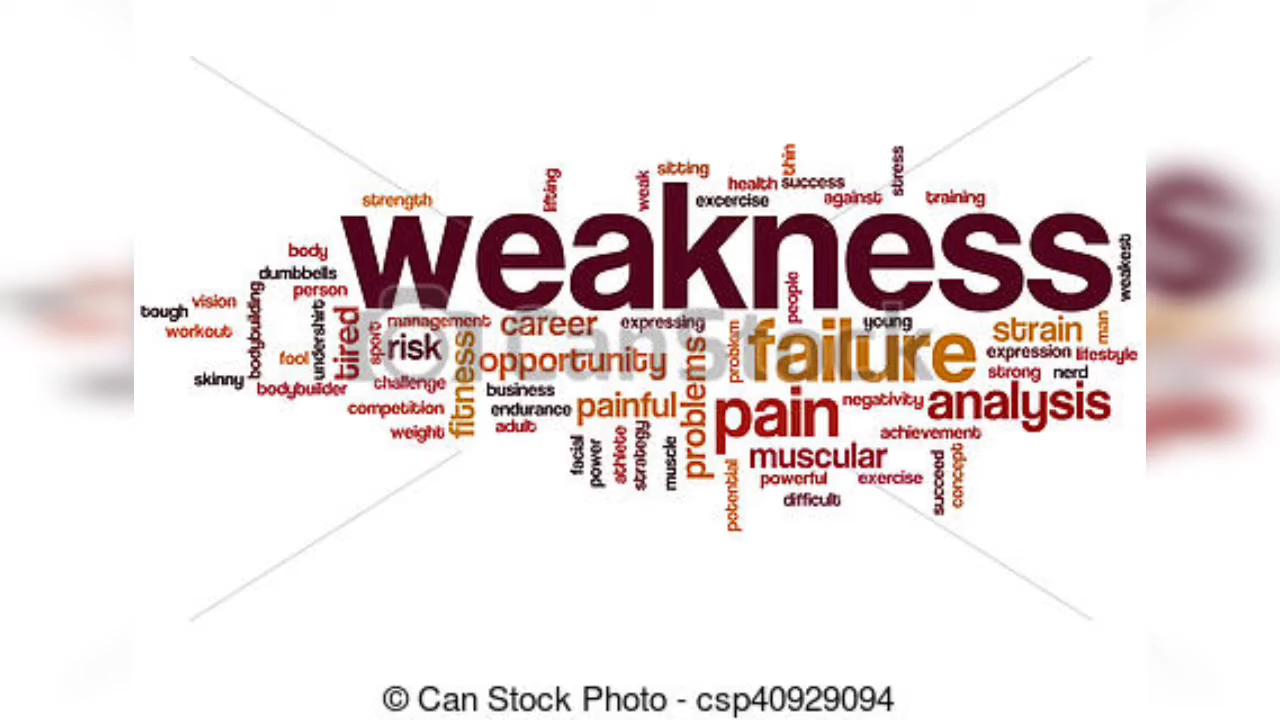 thin
stress
lifting
weak
sitting
health
success
strength
excercise
against
training
weakness
weakest
body
dumbbells
person
people
tough
vision
bodybuilding
undershirt
tired
workout
sport
management
career
expressing
problem
young
strain
man
fool
risk
fitness
opportunity
problems
failure
expression
lifestyle
skinny
bodybuilder
challenge
business
strong
nerd
competition
endurance
painful
pain
negativity
analysis
weight
adult
achievement
facial
power
athlete
strategy
muscle
potential
muscular
powerful
exercise
succeed
concept
difficult
CanStock
© Can Stock Photo - csp40929094